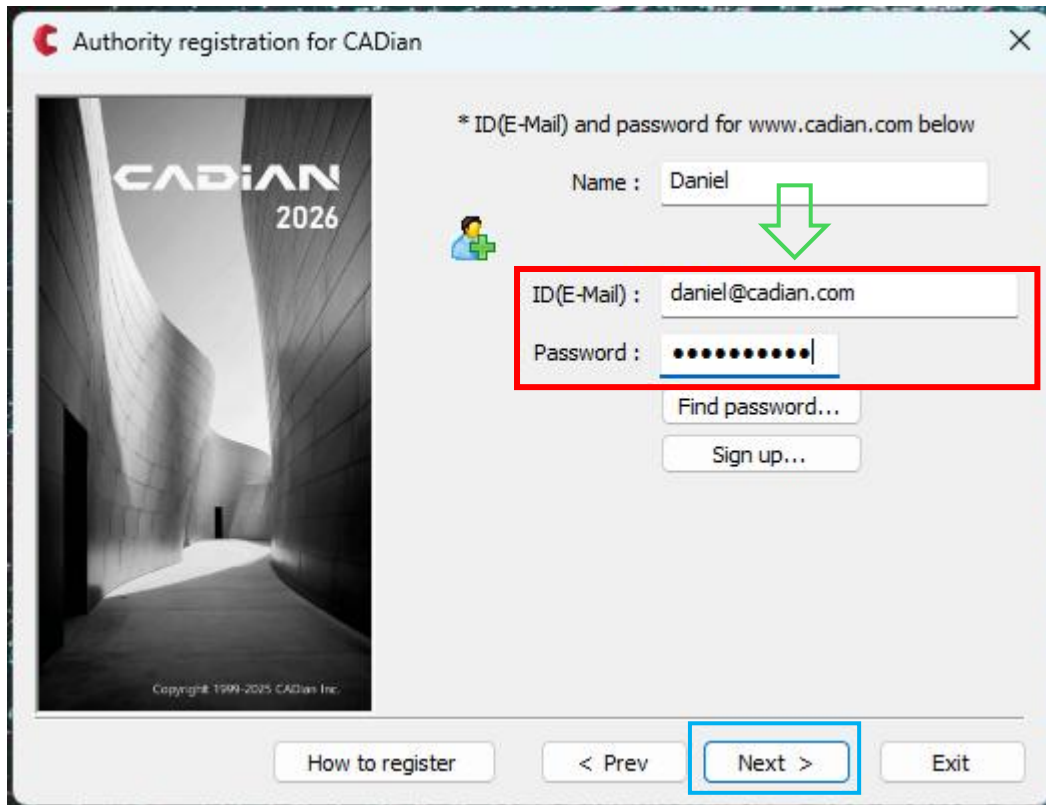 Authority registration for CADian
CADiAN
2026
Copyright 1999-2025 CADian Inc.
* ID(E-Mail) and password for www.cadian.com below
Name : Daniel
ID(E-Mail) : daniel@cadian.com
Password : ●●●●●●●●●●
Find password...
Sign up...
How to register
< Prev
Next >
Exit